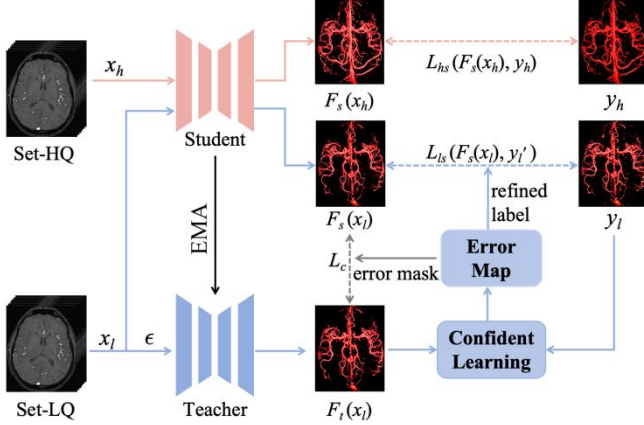 x_h
Set-HQ
Student
F_s(x_h)
L_hs(F_s(x_h), y_h)
y_h
EMA
F_s(x_l)
L_ls(F_s(x_l), y_l')
refined
label
y_l
L_c
error mask
Error
Map
x_l
ϵ
Set-LQ
Teacher
F_t(x_l)
Confident
Learning